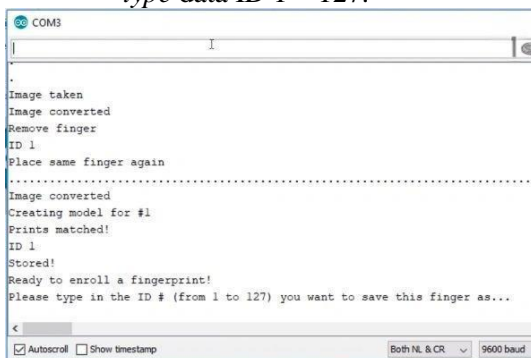 type data ID 1 – 127.
COM3
.
Image taken
Image converted
Remove finger
ID 1
Place same finger again
................................................................................
Image converted
Creating model for #1
Prints matched!
ID 1
Stored!
Ready to enroll a fingerprint!
Please type in the ID # (from 1 to 127) you want to save this finger as...
Autoscroll Show timestamp Both NL & CR 9600 baud